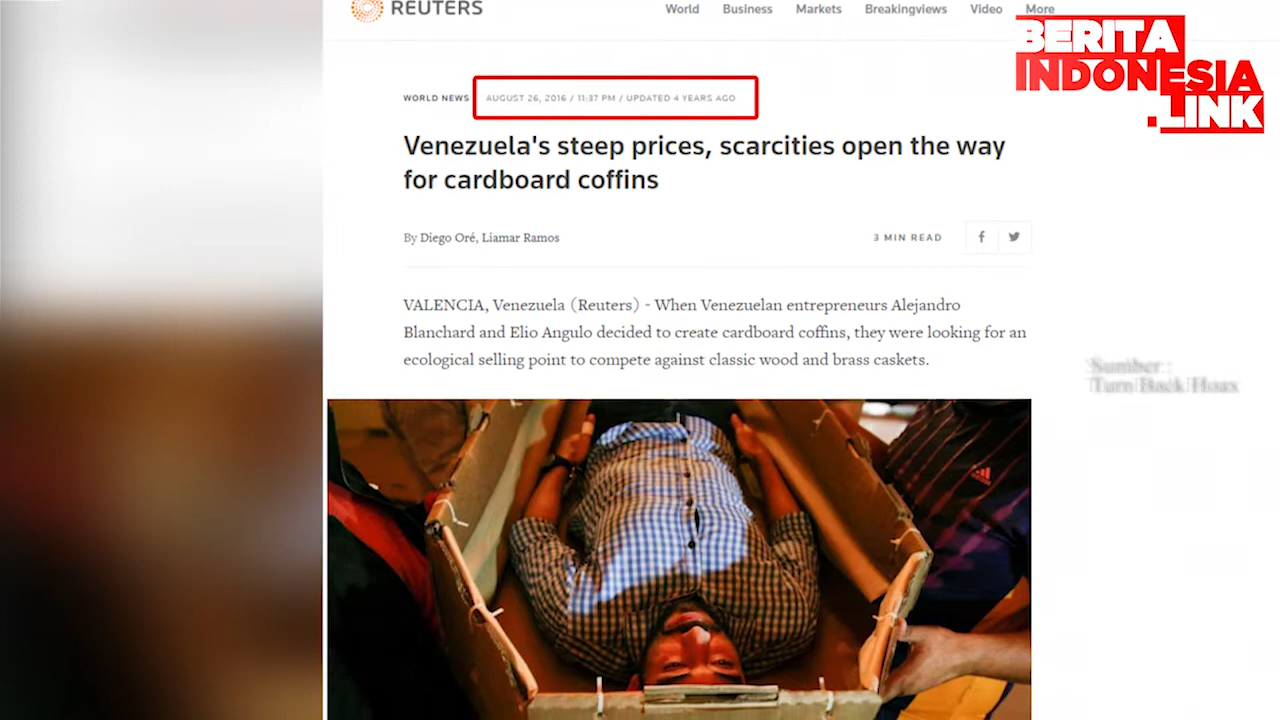 REUTERS
World Business Markets Breakingviews Video More
BERITA
INDONESIA
.LINK
WORLD NEWS AUGUST 26, 2016 / 11:37 PM / UPDATED 4 YEARS AGO
Venezuela's steep prices, scarcities open the way
for cardboard coffins
By Diego Oré, Liamar Ramos
3 MIN READ
VALENCIA, Venezuela (Reuters) - When Venezuelan entrepreneurs Alejandro
Blanchard and Elio Angulo decided to create cardboard coffins, they were looking for an
ecological selling point to compete against classic wood and brass caskets.
Sumber :
Turn Back Hoax